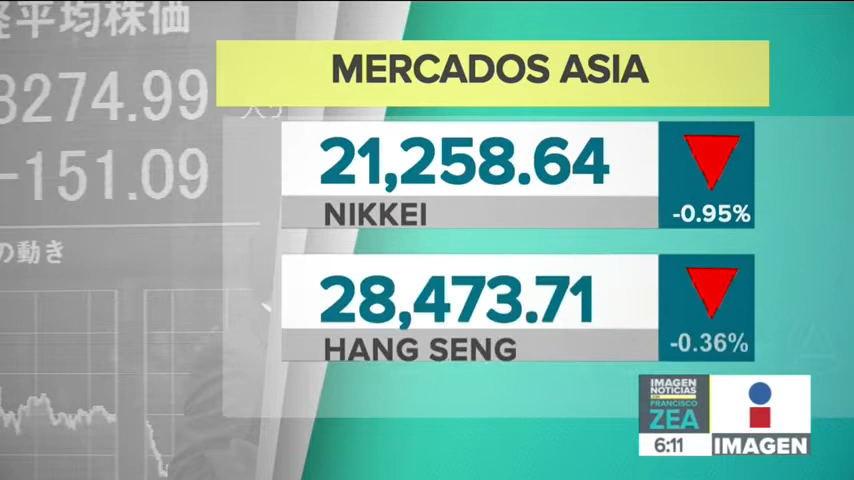 平均株価
8274.99
-151.09
の動き
MERCADOS ASIA
21,258.64
NIKKEI
-0.95%
28,473.71
HANG SENG
-0.36%
IMAGEN
NOTICIAS
FRANCISCO
ZEA
6:11
IMAGEN